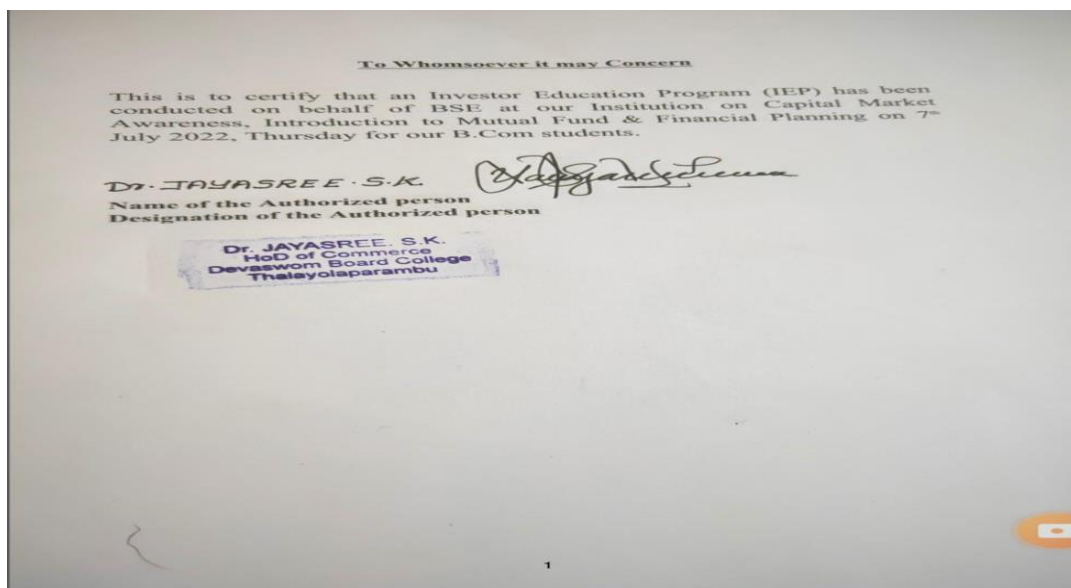 To Whomsoever it may Concern
This is to certify that an Investor Education Program (IEP) has been
conducted on behalf of BSE at our Institution on Capital Market
Awareness, Introduction to Mutual Fund & Financial Planning on 7th
July 2022, Thursday for our B.Com students.
Dr. JAYASREE. S.K.
Name of the Authorized person
Designation of the Authorized person
Dr. JAYASREE. S.K.
HoD of Commerce
Devaswom Board College
Thalayolaparambu
1